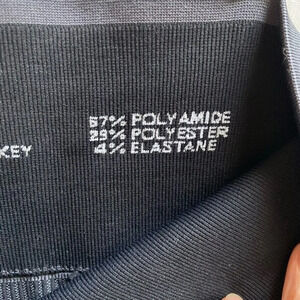 67% POLYAMIDE
29% POLYESTER
4% ELASTANE
KEY